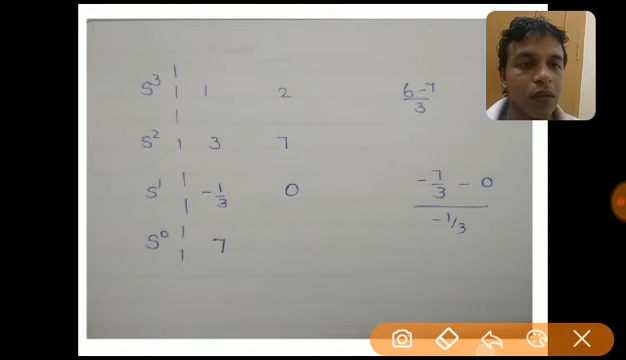 S³ 1 2 6-7/3
S² 3 7
S¹ -1/3 0 -7/3 - 0 / -1/3
S⁰ 7